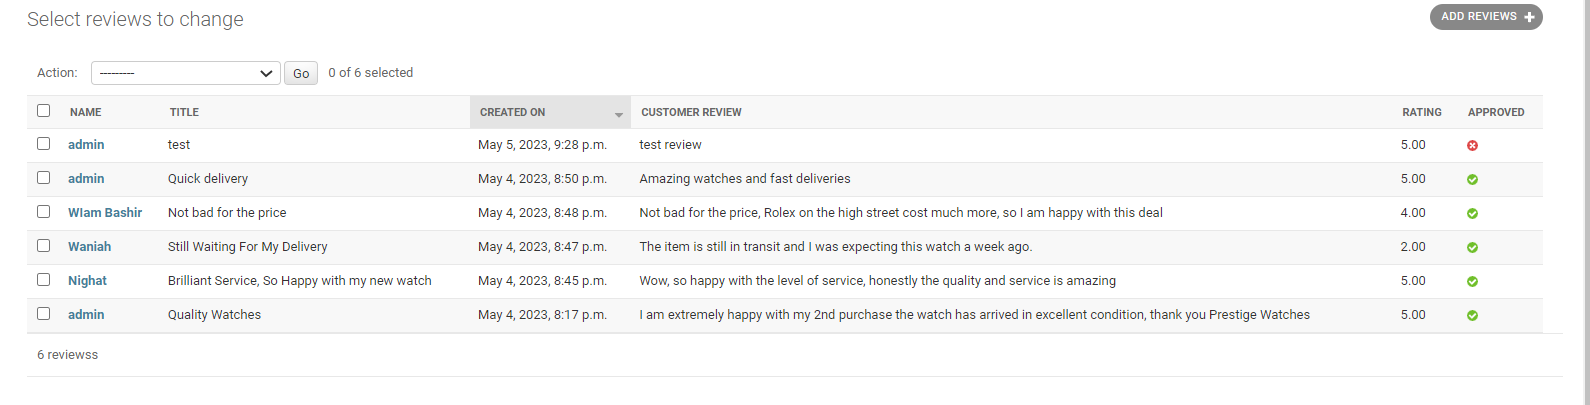 Select reviews to change
ADD REVIEWS +
Action: --------- Go 0 of 6 selected
NAME TITLE CREATED ON CUSTOMER REVIEW RATING APPROVED
admin test May 5, 2023, 9:28 p.m. test review 5.00
admin Quick delivery May 4, 2023, 8:50 p.m. Amazing watches and fast deliveries 5.00
Wlam Bashir Not bad for the price May 4, 2023, 8:48 p.m. Not bad for the price, Rolex on the high street cost much more, so I am happy with this deal 4.00
Waniah Still Waiting For My Delivery May 4, 2023, 8:47 p.m. The item is still in transit and I was expecting this watch a week ago. 2.00
Nighat Brilliant Service, So Happy with my new watch May 4, 2023, 8:45 p.m. Wow, so happy with the level of service, honestly the quality and service is amazing 5.00
admin Quality Watches May 4, 2023, 8:17 p.m. I am extremely happy with my 2nd purchase the watch has arrived in excellent condition, thank you Prestige Watches 5.00
6 reviewss